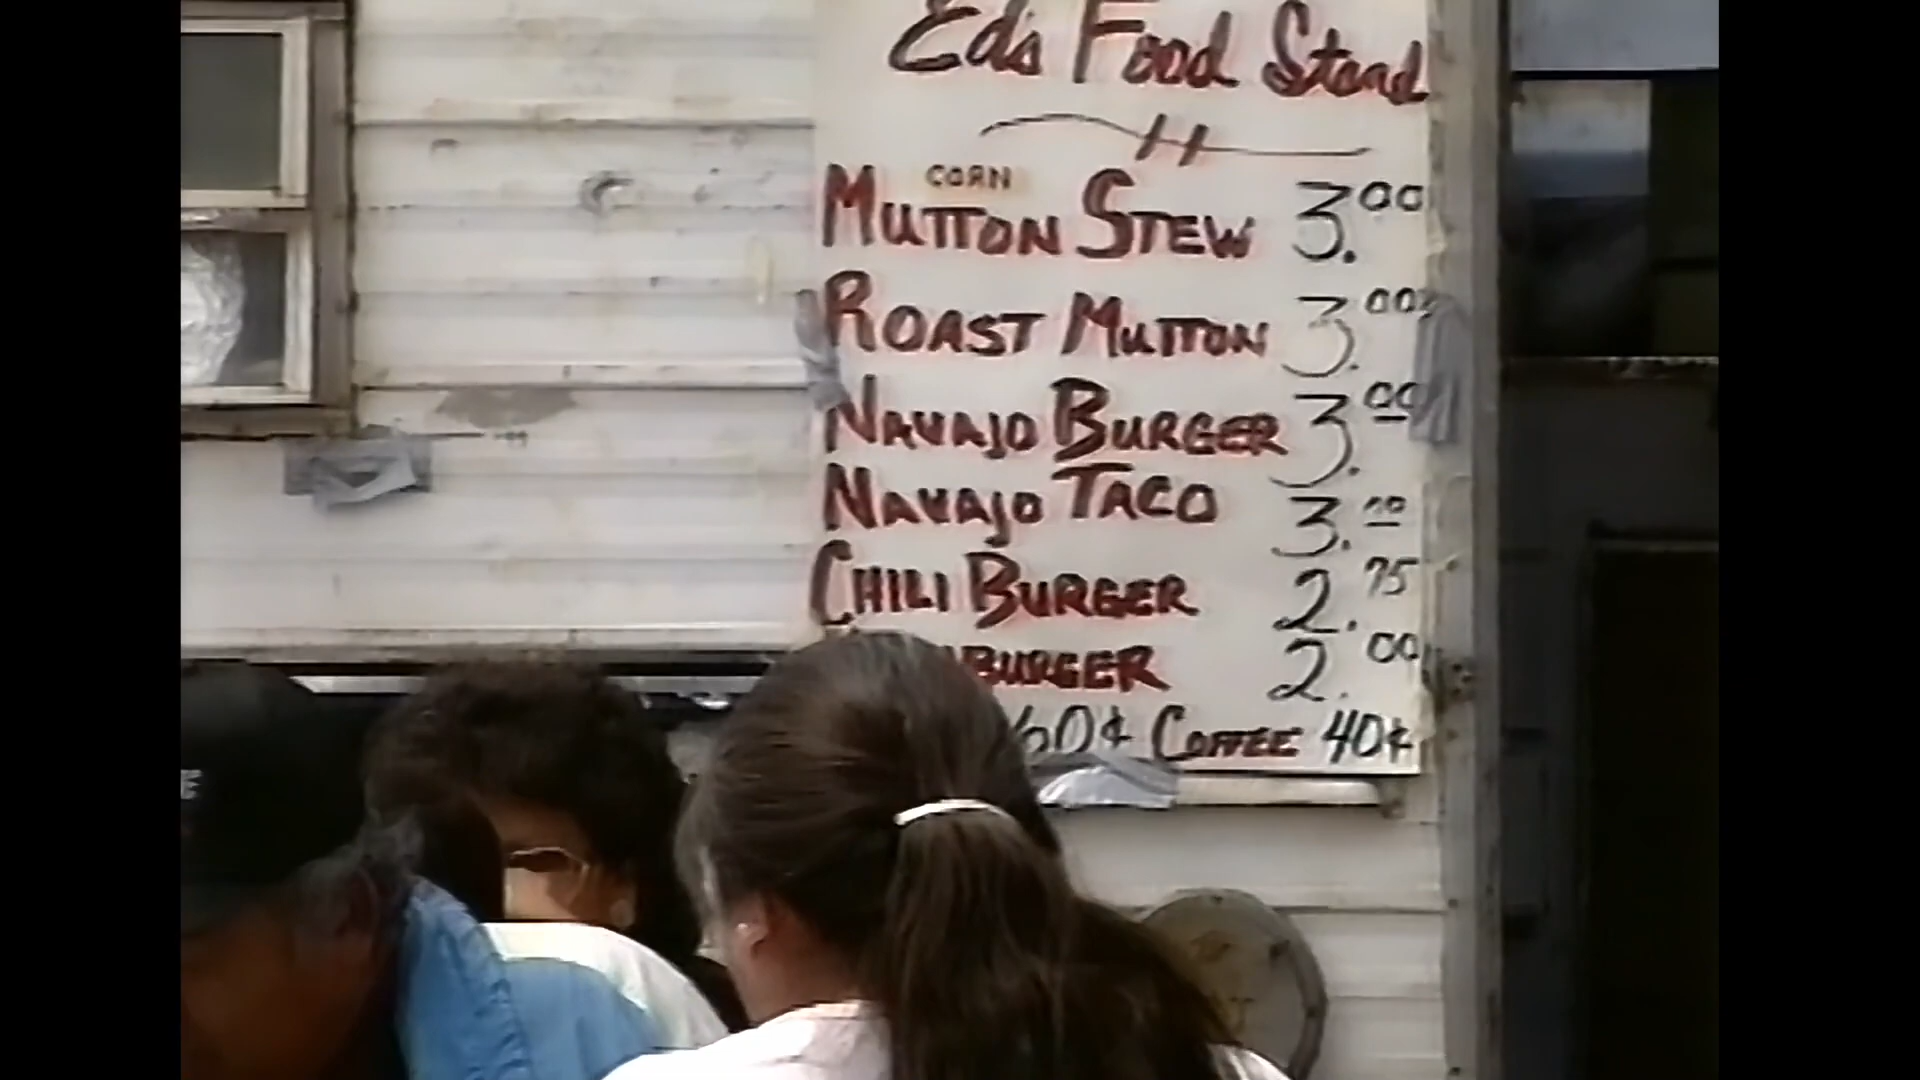 Ed's Food Stand
CORN
MUTTON STEW 3.00
ROAST MUTTON 3.00
NAVAJO BURGER 3.00
NAVAJO TACO 3.00
CHILI BURGER 2.75
BURGER 2.00
60¢ COFFEE 40¢